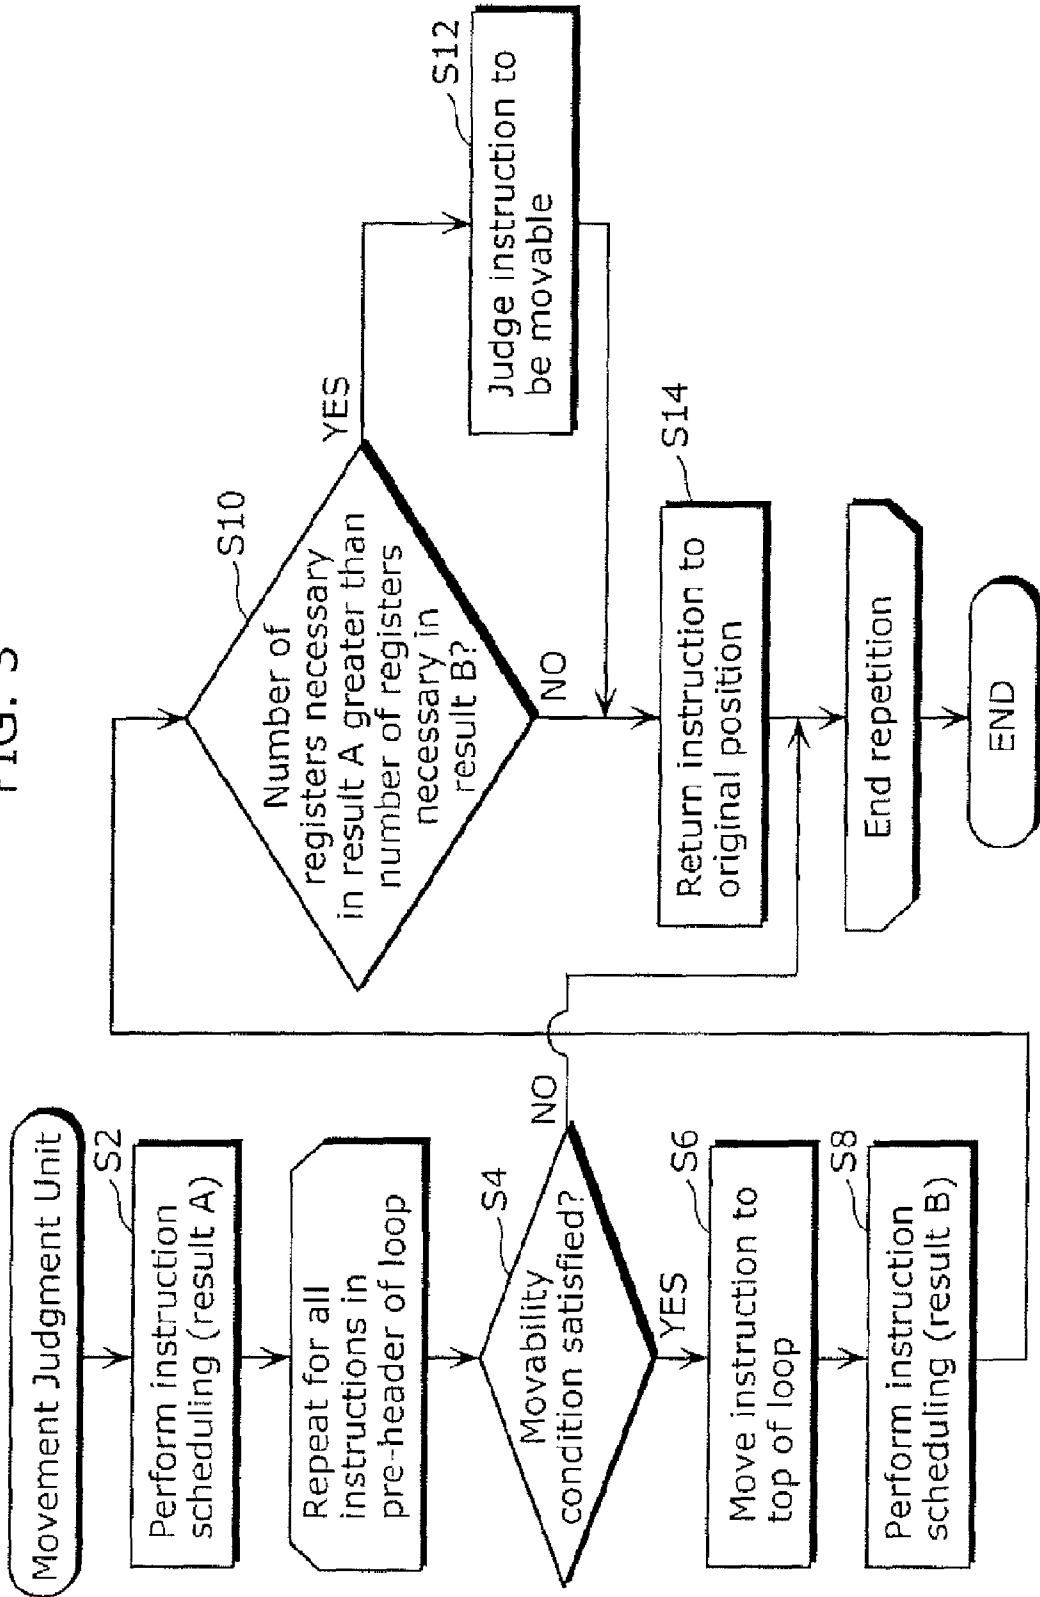 FIG. 3
Movement Judgment Unit
S2
Perform instruction
scheduling (result A)
Repeat for all
instructions in
pre-header of loop
S4
Movability
condition satisfied?
NO
YES
S6
Move instruction to
top of loop
S8
Perform instruction
scheduling (result B)
S10
Number of
registers necessary
in result A greater than
number of registers
necessary in
result B?
YES
NO
S12
Judge instruction to
be movable
S14
Return instruction to
original position
End repetition
END